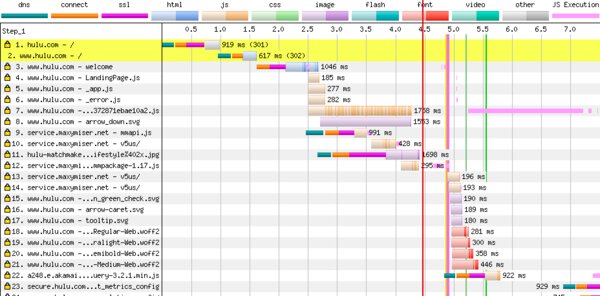 dns connect ssl html js css image flash font video other JS Execution
Step_1
0.5 1.0 1.5 2.0 2.5 3.0 3.5 4.0 4.5 5.0 5.5 6.0 6.5 7.0
1. hulu.com - / 919 ms (301)
2. www.hulu.com - / 617 ms (302)
3. www.hulu.com - welcome 1046 ms
4. www.hulu.com - LandingPage.js 185 ms
5. www.hulu.com - _app.js 277 ms
6. www.hulu.com - _error.js 282 ms
7. www.hulu.com -...372871ebae10a2.js 1768 ms
8. www.hulu.com - arrow_down.svg 1553 ms
9. service.maxymiser.net - mmapi.js 991 ms
10. service.maxymiser.net - v5us/ 428 ms
11. hulu-matchmake...ifestyleZ402x.jpg 1698 ms
12. service.maxymi...mmpackage-1.17.js 295 ms
13. service.maxymiser.net - v5us/ 196 ms
14. service.maxymiser.net - v5us/ 193 ms
15. www.hulu.com -...n_green_check.svg 190 ms
16. www.hulu.com - arrow-caret.svg 189 ms
17. www.hulu.com - tooltip.svg 180 ms
18. www.hulu.com -...Regular-Web.woff2 281 ms
19. www.hulu.com -...ralight-Web.woff2 300 ms
20. www.hulu.com -...emibold-Web.woff2 358 ms
21. www.hulu.com -...-Medium-Web.woff2 446 ms
22. a248.e.akamai...uery-3.2.1.min.js 922 ms
23. secure.hulu.com...t_metrics_config 929 ms